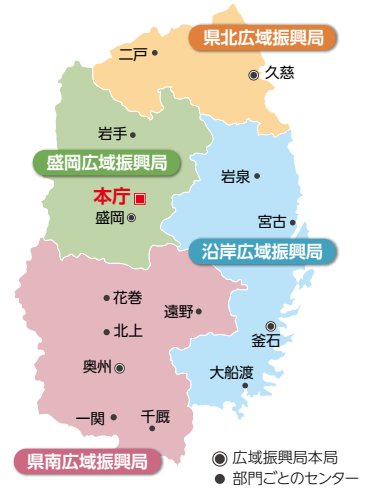 県北広域振興局
二戸
久慈
岩手
盛岡広域振興局
岩泉
本庁
盛岡
宮古
沿岸広域振興局
花巻
遠野
北上
釜石
奥州
大船渡
一関
千厩
県南広域振興局
広域振興局本局
部門ごとのセンター